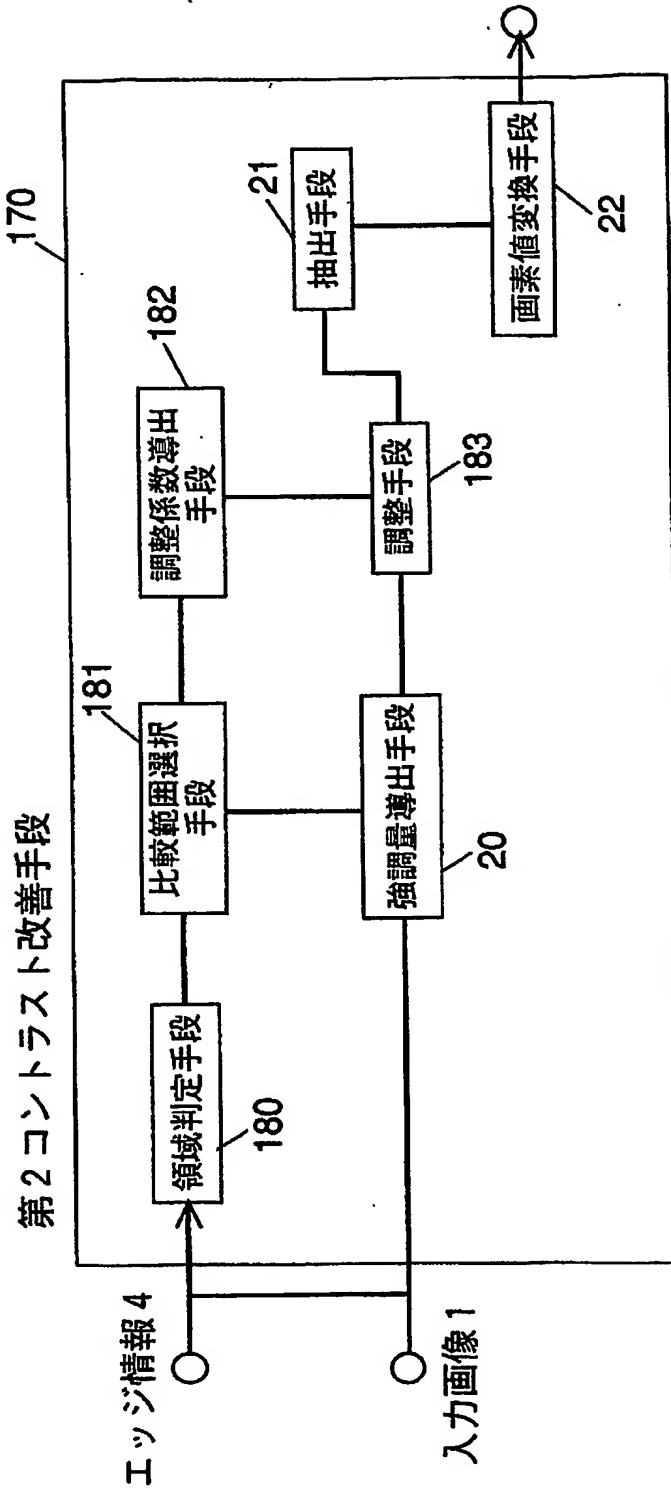 第2コントラスト改善手段
170
エッジ情報4
入力画像1
領域判定手段
180
比較範囲選択
手段
181
調整係数導出
手段
182
強調量導出手段
20
調整手段
183
抽出手段
21
画素値変換手段
22